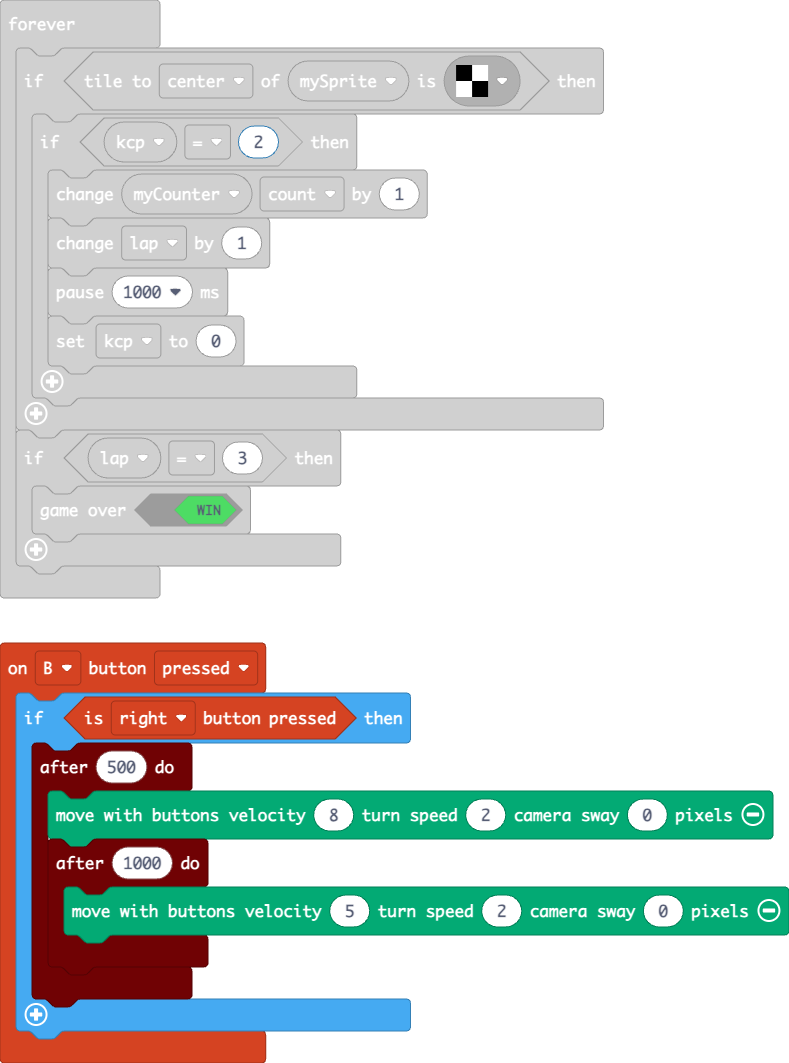 forever
if tile to center of mySprite is then
if kcp = 2 then
change myCounter count by 1
change lap by 1
pause 1000 ms
set kcp to 0
if lap = 3 then
game over WIN
on B button pressed
if is right button pressed then
after 500 do
move with buttons velocity 8 turn speed 2 camera sway 0 pixels
after 1000 do
move with buttons velocity 5 turn speed 2 camera sway 0 pixels